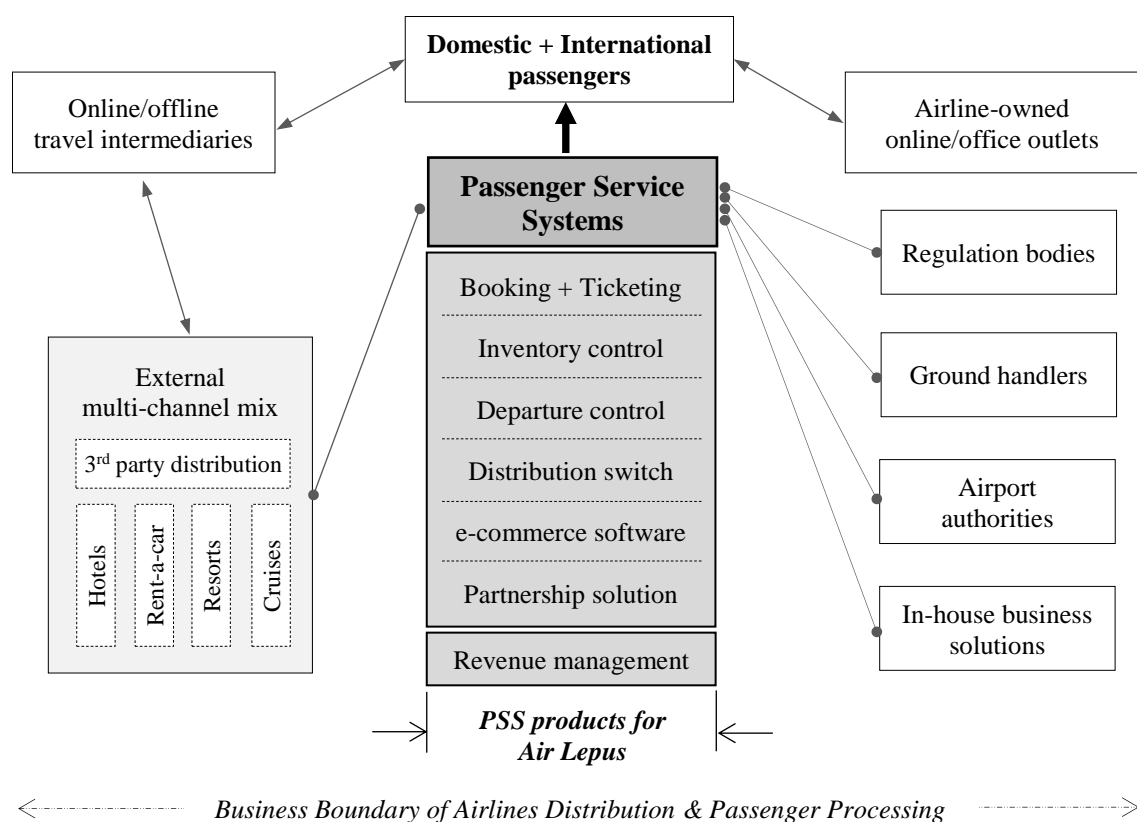 Domestic + International
passengers
Online/offline
travel intermediaries
Airline-owned
online/office outlets
Passenger Service
Systems
Booking + Ticketing
Inventory control
Departure control
Distribution switch
e-commerce software
Partnership solution
Revenue management
PSS products for
Air Lepus
External
multi-channel mix
3rd party distribution
Hotels
Rent-a-car
Resorts
Cruises
Regulation bodies
Ground handlers
Airport
authorities
In-house business
solutions
Business Boundary of Airlines Distribution & Passenger Processing